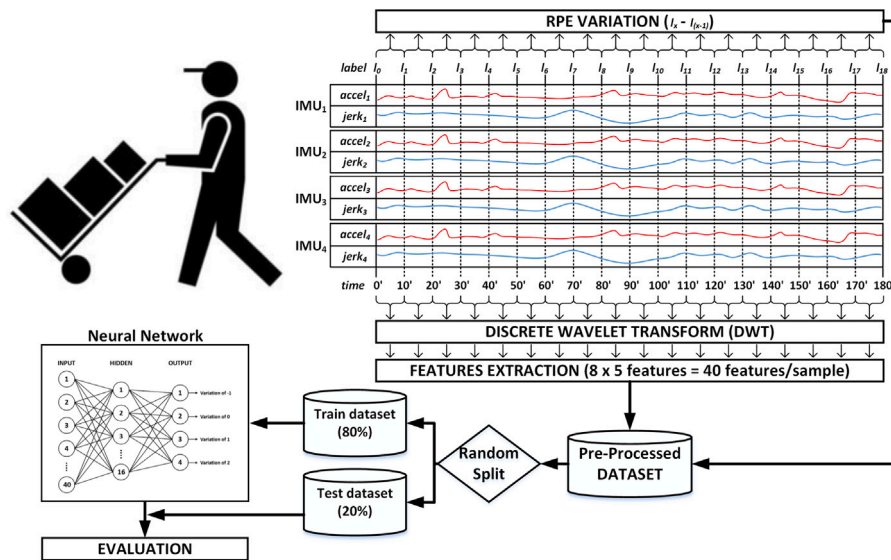 RPE VARIATION (lx - l(x-1))
label l0 l1 l2 l3 l4 l5 l6 l7 l8 l9 l10 l11 l12 l13 l14 l15 l16 l17 l18
IMU1
accel1
jerk1
IMU2
accel2
jerk2
IMU3
accel3
jerk3
IMU4
accel4
jerk4
time 0' 10' 20' 30' 40' 50' 60' 70' 80' 90' 100' 110' 120' 130' 140' 150' 160' 170' 180'
DISCRETE WAVELET TRANSFORM (DWT)
FEATURES EXTRACTION (8 x 5 features = 40 features/sample)
Neural Network
INPUT HIDDEN OUTPUT
1
2
3
4
40
1
2
3
16
1 Variation of -1
2 Variation of 0
3 Variation of 1
4 Variation of 2
Train dataset
(80%)
Test dataset
(20%)
Random
Split
Pre-Processed
DATASET
EVALUATION